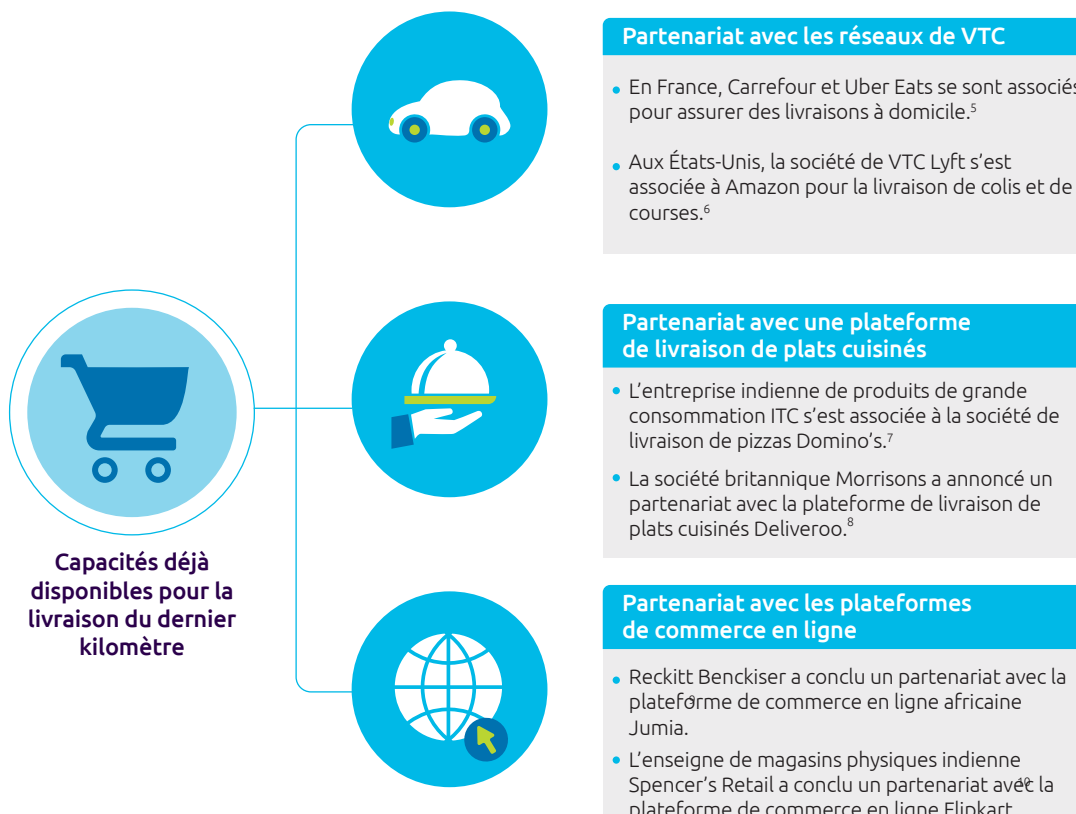 Partenariat avec les réseaux de VTC
• En France, Carrefour et Uber Eats se sont associés
pour assurer des livraisons à domicile.⁵
• Aux États-Unis, la société de VTC Lyft s'est
associée à Amazon pour la livraison de colis et de
courses.⁶
Partenariat avec une plateforme
de livraison de plats cuisinés
• L'entreprise indienne de produits de grande
consommation ITC s'est associée à la société de
livraison de pizzas Domino's.⁷
• La société britannique Morrisons a annoncé un
partenariat avec la plateforme de livraison de
plats cuisinés Deliveroo.⁸
Capacités déjà
disponibles pour la
livraison du dernier
kilomètre
Partenariat avec les plateformes
de commerce en ligne
• Reckitt Benckiser a conclu un partenariat avec la
plateforme de commerce en ligne africaine
Jumia.
• L'enseigne de magasins physiques indienne
Spencer's Retail a conclu un partenariat avec la
plateforme de commerce en ligne Flipkart